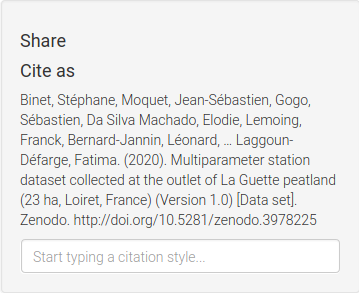 Share
Cite as
Binet, Stéphane, Moquet, Jean-Sébastien, Gogo,
Sébastien, Da Silva Machado, Elodie, Lemoing,
Franck, Bernard-Jannin, Léonard, … Laggoun-
Défarge, Fatima. (2020). Multiparameter station
dataset collected at the outlet of La Guette peatland
(23 ha, Loiret, France) (Version 1.0) [Data set].
Zenodo. http://doi.org/10.5281/zenodo.3978225
Start typing a citation style...